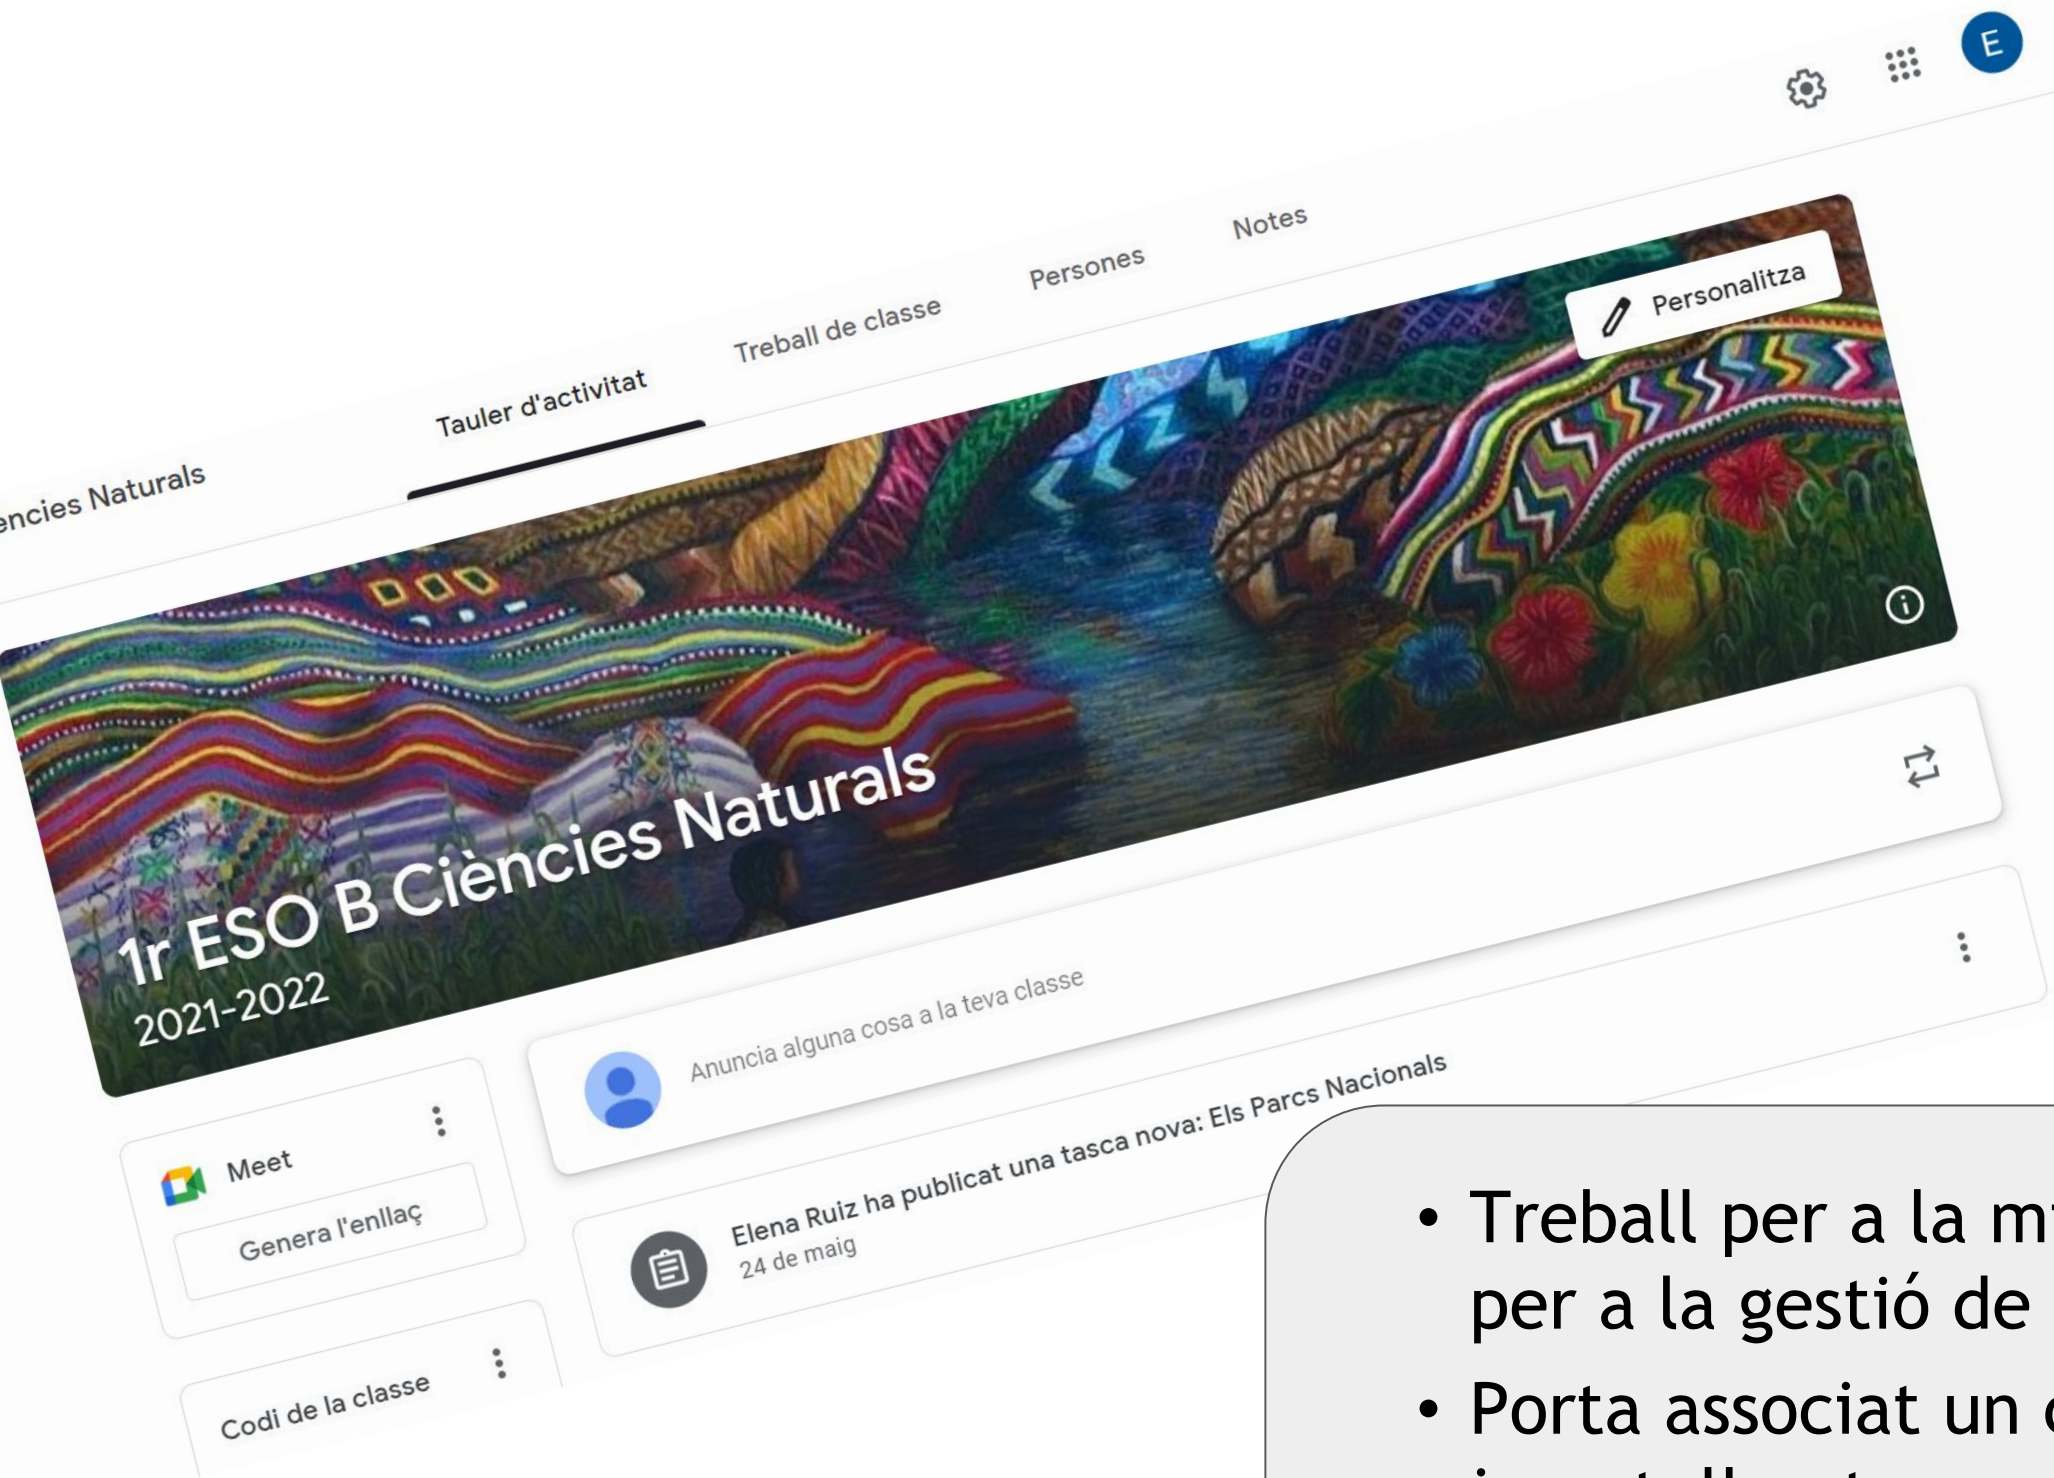 E
Notes
Persones
Treball de classe
Tauler d'activitat
Naturals
Personalitza
1r ESO B Ciències Naturals
2021-2022
Anuncia alguna cosa a la teva classe
Meet
Genera l'enllaç
Elena Ruiz ha publicat una tasca nova: Els Parcs Nacionals
24 de maig
Codi de la classe
• Treball per a la
per a la gestió de
• Porta associat un